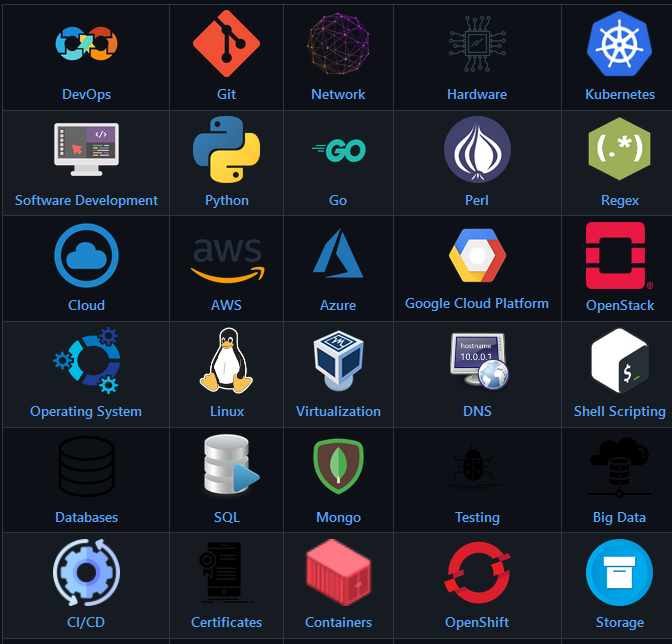 DevOps
Git
Network
Hardware
Kubernetes
</>
Software Development
Python
GO
Go
Perl
(.*)
Regex
Cloud
aws
AWS
Azure
Google Cloud Platform
®
OpenStack
Operating System
Linux
Virtualization
hostname
10.0.0.1
DNS
$_
Shell Scripting
Databases
SQL
Mongo
Testing
Big Data
CI/CD
Certificates
Containers
OpenShift
Storage